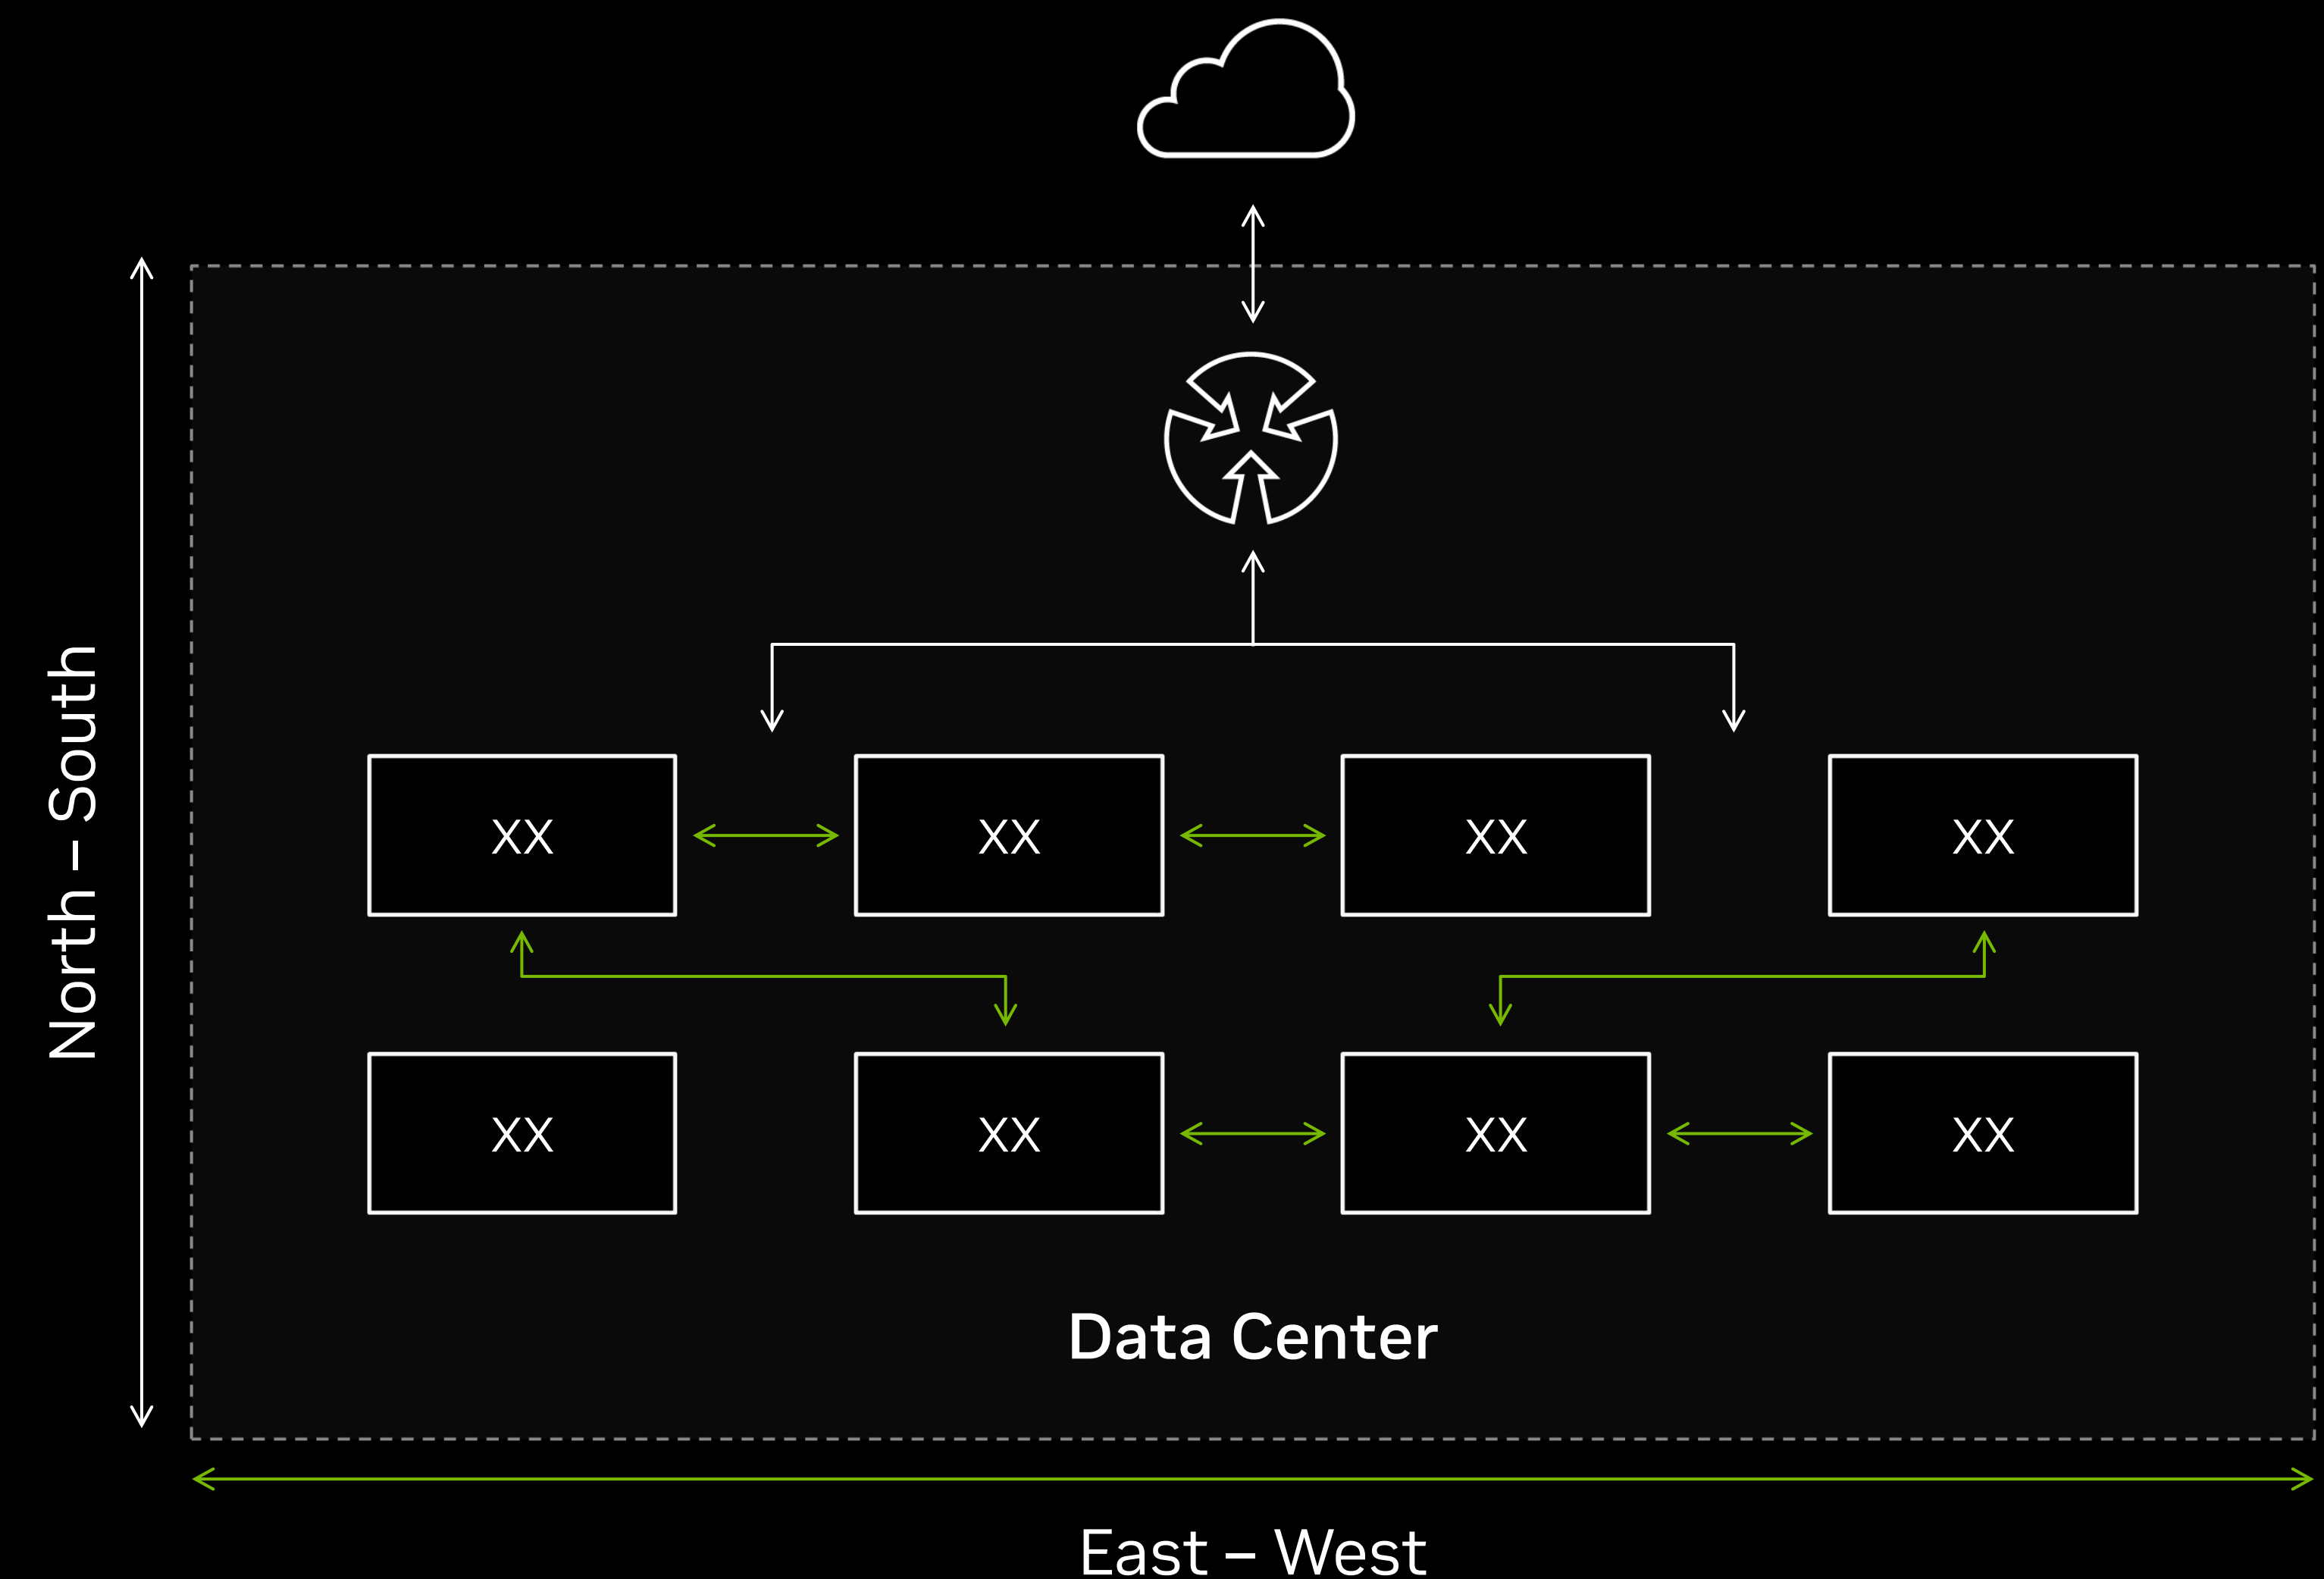 North – South
XX
XX
XX
XX
XX
XX
XX
XX
Data Center
East – West